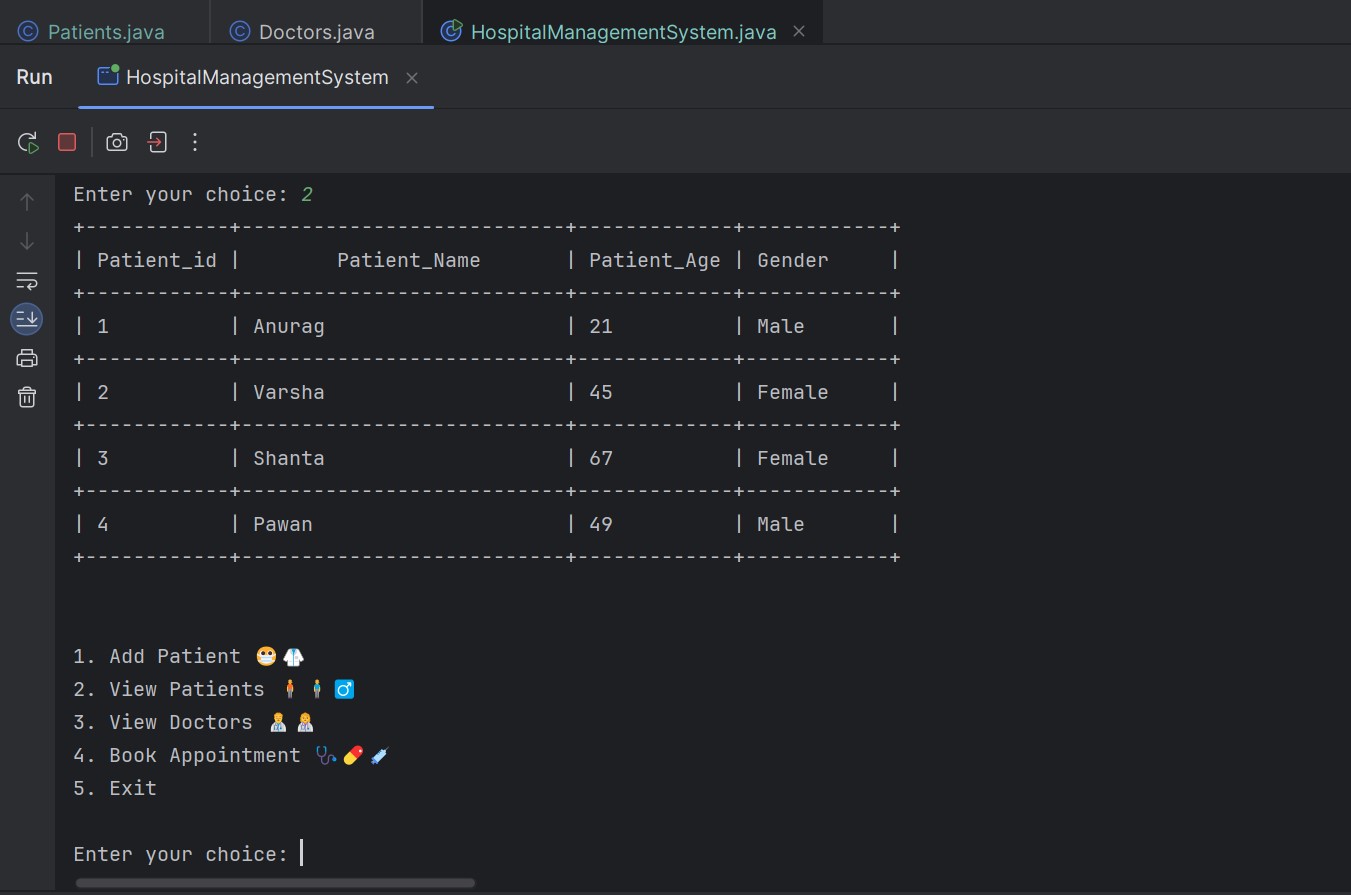 Patients.java Doctors.java HospitalManagementSystem.java
Run HospitalManagementSystem
Enter your choice: 2
+------------+---------------------------+-------------+------------+
| Patient_id |        Patient_Name       | Patient_Age | Gender     |
+------------+---------------------------+-------------+------------+
| 1          | Anurag                    | 21          | Male       |
+------------+---------------------------+-------------+------------+
| 2          | Varsha                    | 45          | Female     |
+------------+---------------------------+-------------+------------+
| 3          | Shanta                    | 67          | Female     |
+------------+---------------------------+-------------+------------+
| 4          | Pawan                     | 49          | Male       |
+------------+---------------------------+-------------+------------+
1. Add Patient 😷🥼
2. View Patients 🧍🧍‍♂️
3. View Doctors 👨‍⚕️👩‍⚕️
4. Book Appointment 🩺💊💉
5. Exit
Enter your choice: